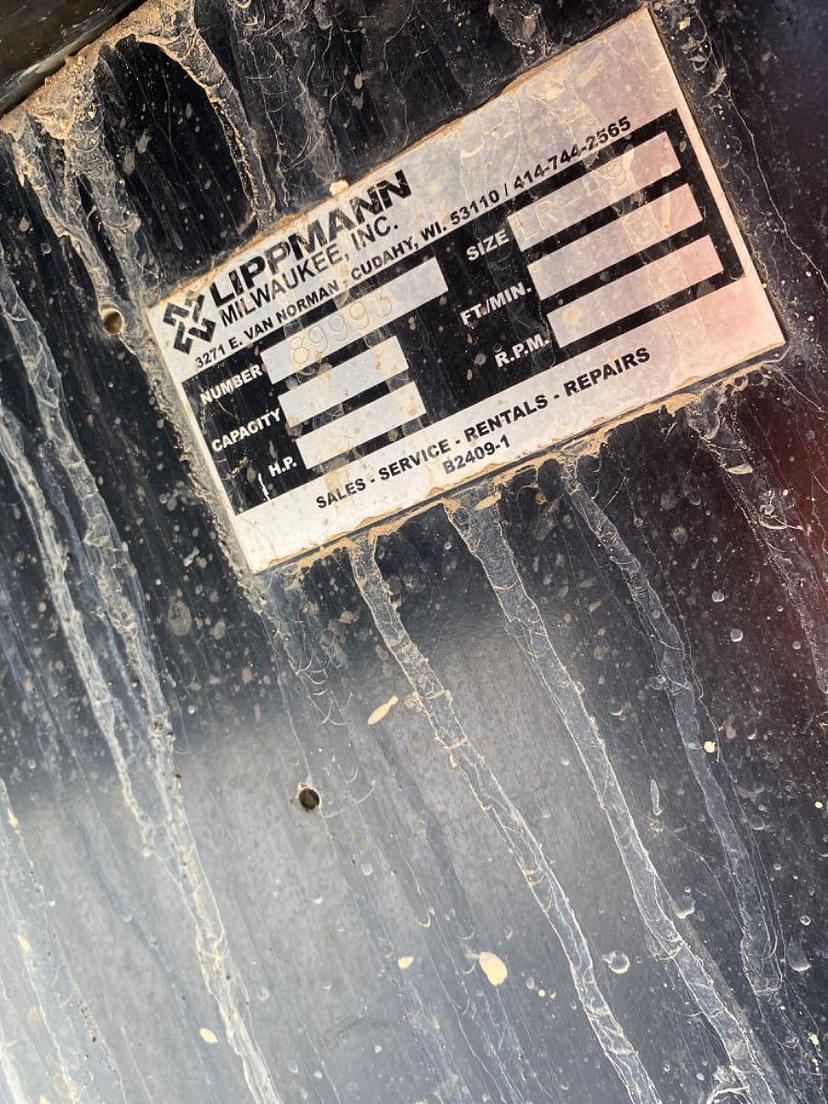 LIPPMANN
MILWAUKEE, INC.
3271 E. VAN NORMAN - CUDAHY, WI. 53110 / 414-744-2565
NUMBER 89993
CAPACITY
H.P.
SIZE
FT./MIN.
R.P.M.
SALES - SERVICE - RENTALS - REPAIRS
B2409-1